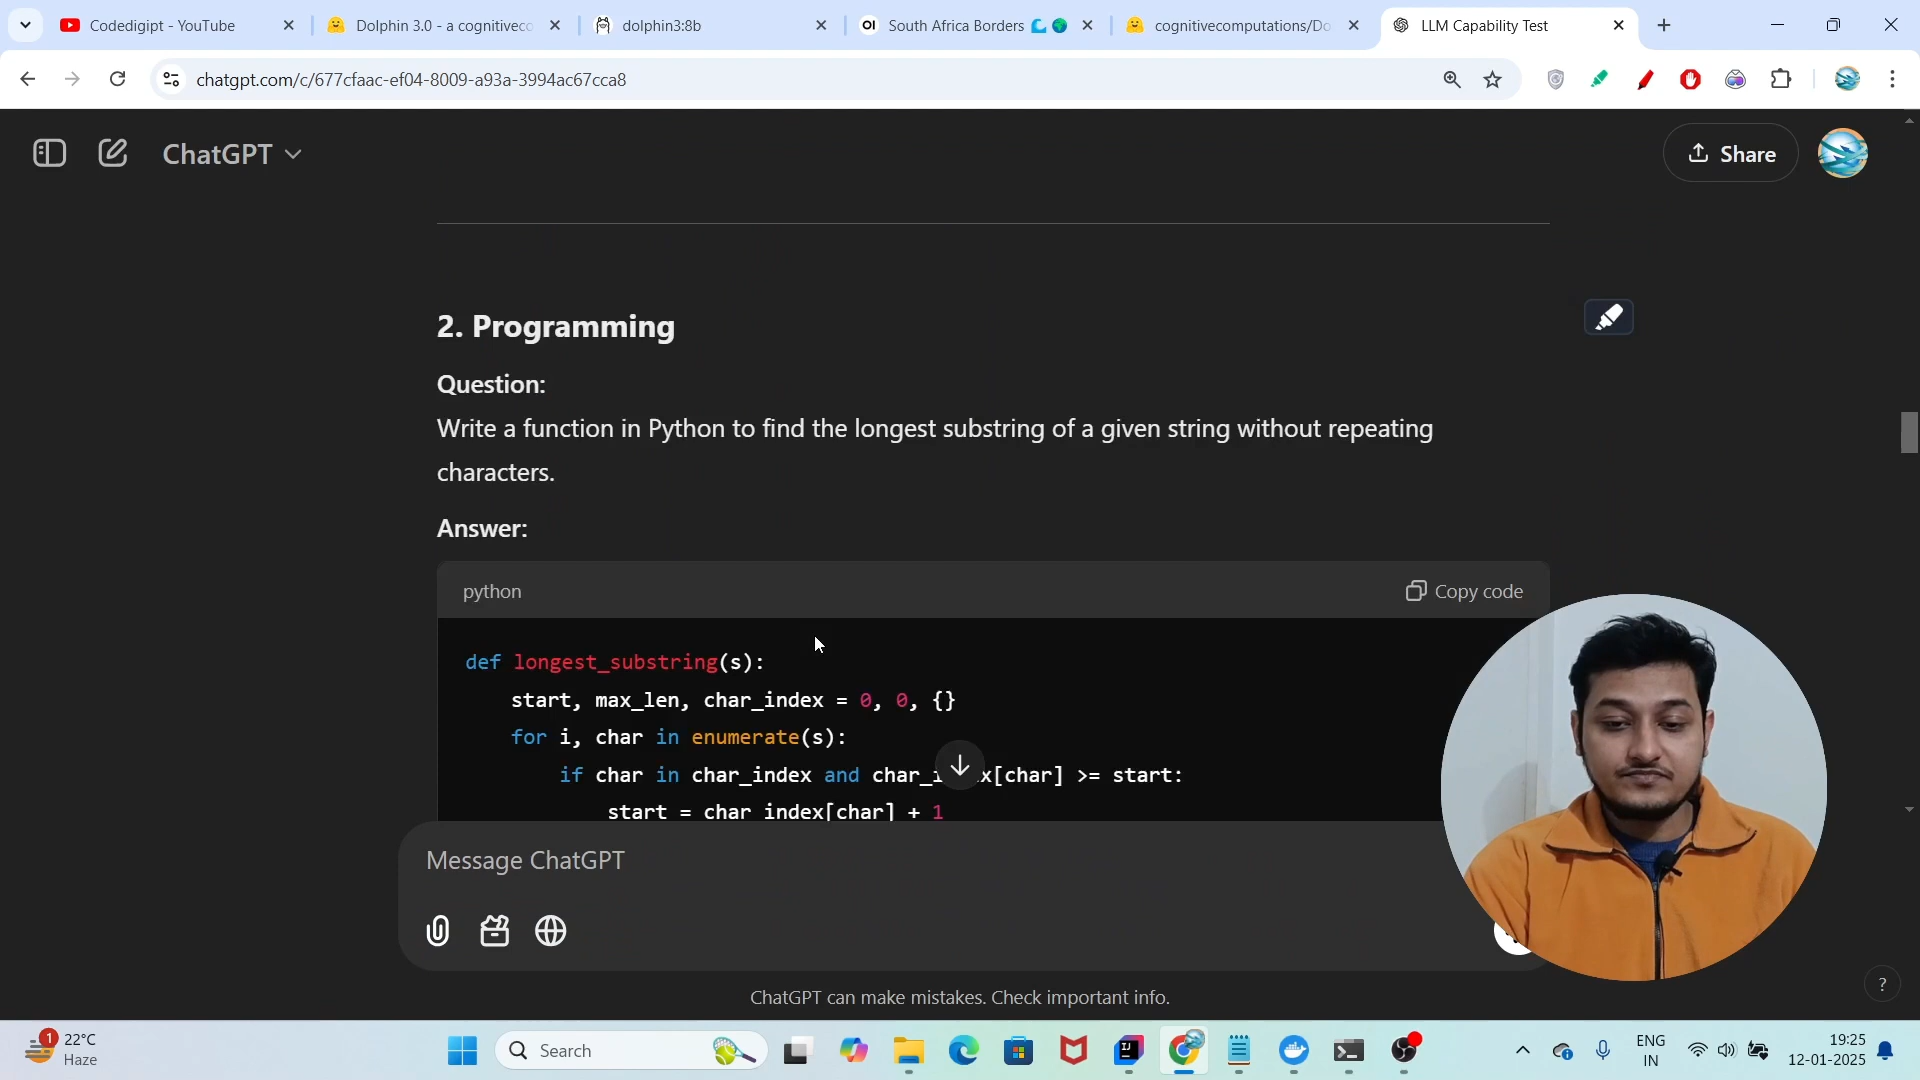 Codedigipt - YouTube
Dolphin 3.0 - a cognitivecc
dolphin3:8b
OI South Africa Borders
cognitivecomputations/Do
LLM Capability Test
chatgpt.com/c/677cfaac-ef04-8009-a93a-3994ac67cca8
ChatGPT
Share
2. Programming
Question:
Write a function in Python to find the longest substring of a given string without repeating
characters.
Answer:
python
Copy code
def longest_substring(s):
start, max_len, char_index = 0, 0, {}
for i, char in enumerate(s):
if char in char_index and char_i x[char] >= start:
start = char_index[char] + 1
Message ChatGPT
ChatGPT can make mistakes. Check important info.
?
1
22°C
Haze
Search
ENG
IN
19:25
12-01-2025